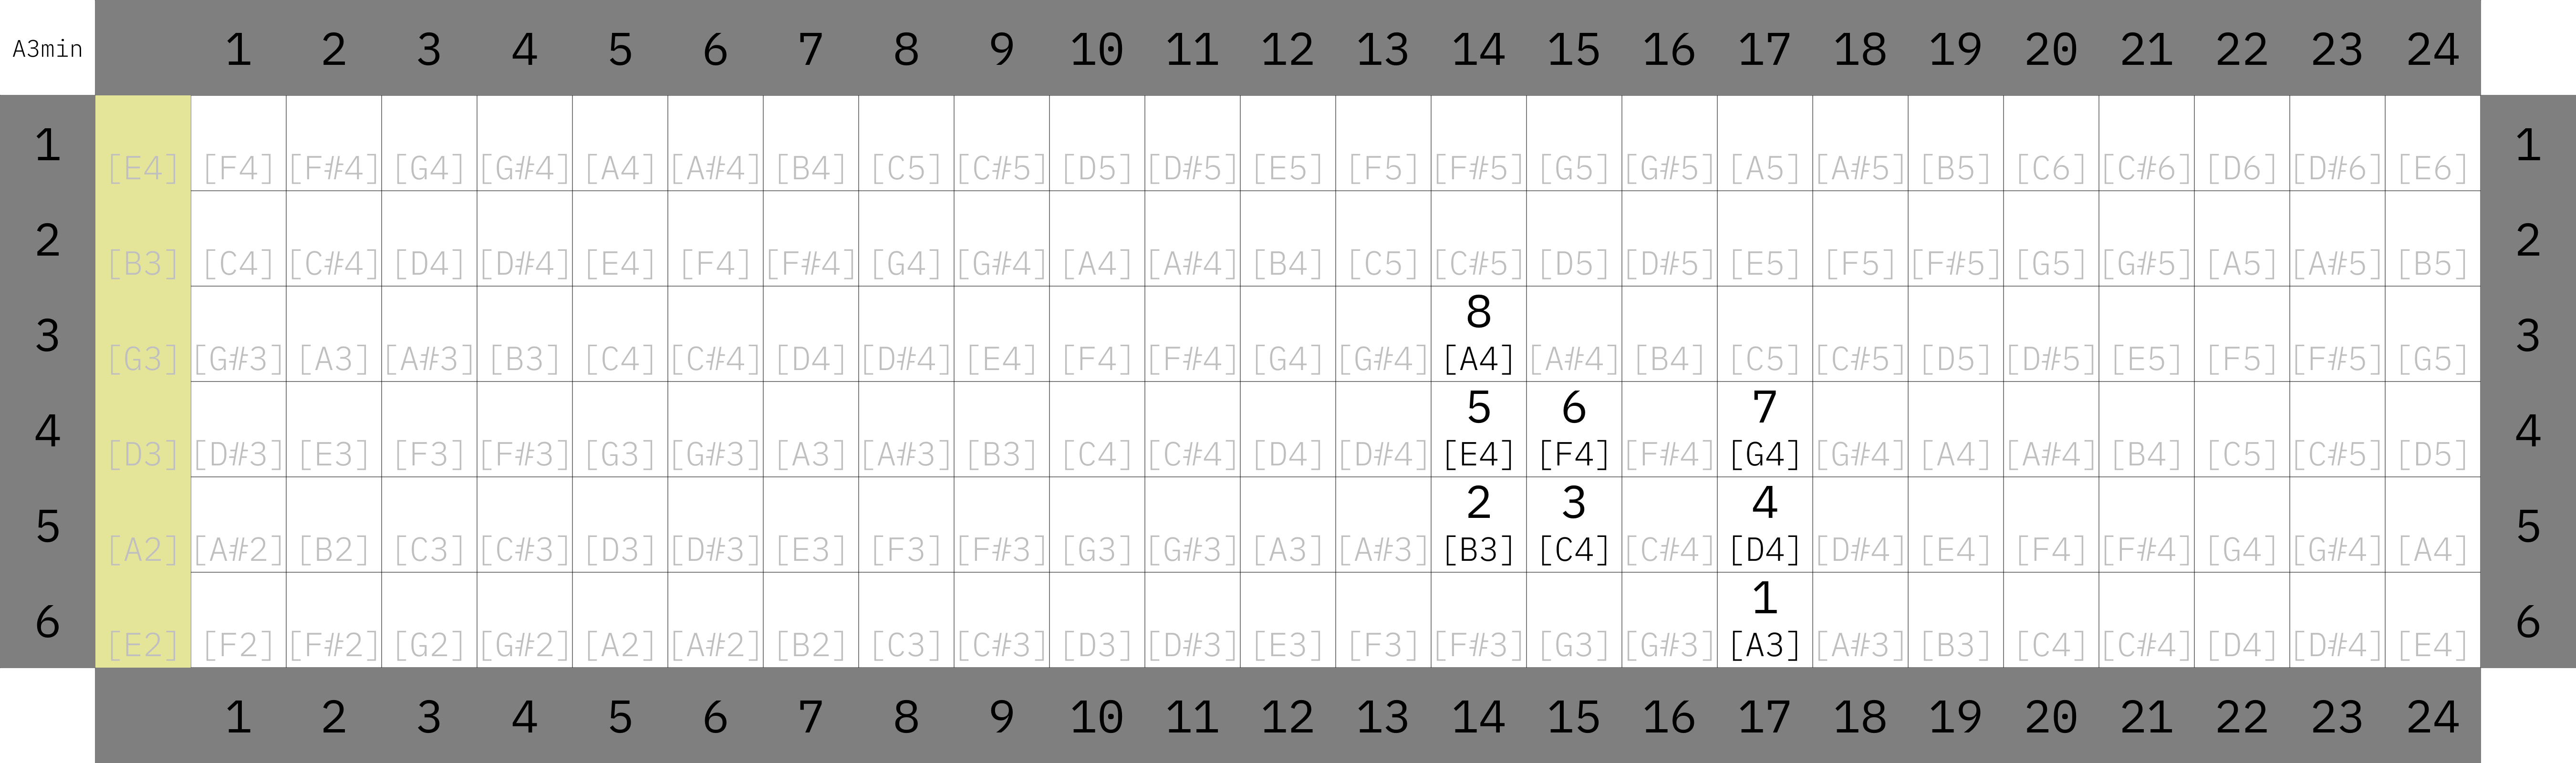 A3min 1 2 3 4 5 6 7 8 9 10 11 12 13 14 15 16 17 18 19 20 21 22 23 24
1 [E4] [F4] [F#4] [G4] [G#4] [A4] [A#4] [B4] [C5] [C#5] [D5] [D#5] [E5] [F5] [F#5] [G5] [G#5] [A5] [A#5] [B5] [C6] [C#6] [D6] [D#6] [E6] 1
2 [B3] [C4] [C#4] [D4] [D#4] [E4] [F4] [F#4] [G4] [G#4] [A4] [A#4] [B4] [C5] [C#5] [D5] [D#5] [E5] [F5] [F#5] [G5] [G#5] [A5] [A#5] [B5] 2
8
3 [G3] [G#3] [A3] [A#3] [B3] [C4] [C#4] [D4] [D#4] [E4] [F4] [F#4] [G4] [G#4] [A4] [A#4] [B4] [C5] [C#5] [D5] [D#5] [E5] [F5] [F#5] [G5] 3
5 6 7
4 [D3] [D#3] [E3] [F3] [F#3] [G3] [G#3] [A3] [A#3] [B3] [C4] [C#4] [D4] [D#4] [E4] [F4] [F#4] [G4] [G#4] [A4] [A#4] [B4] [C5] [C#5] [D5] 4
2 3 4
5 [A2] [A#2] [B2] [C3] [C#3] [D3] [D#3] [E3] [F3] [F#3] [G3] [G#3] [A3] [A#3] [B3] [C4] [C#4] [D4] [D#4] [E4] [F4] [F#4] [G4] [G#4] [A4] 5
1
6 [E2] [F2] [F#2] [G2] [G#2] [A2] [A#2] [B2] [C3] [C#3] [D3] [D#3] [E3] [F3] [F#3] [G3] [G#3] [A3] [A#3] [B3] [C4] [C#4] [D4] [D#4] [E4] 6
1 2 3 4 5 6 7 8 9 10 11 12 13 14 15 16 17 18 19 20 21 22 23 24